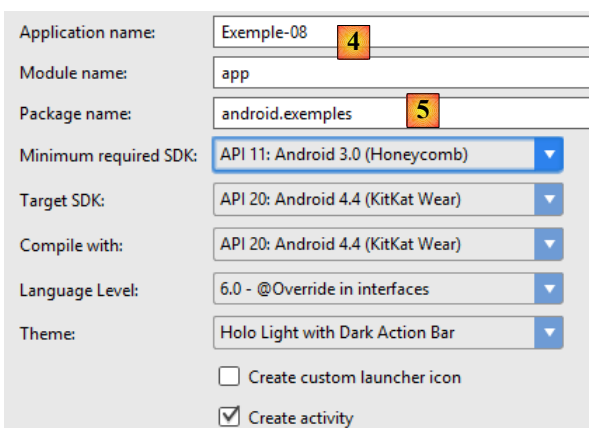 Application name: Exemple-08 4
Module name: app
Package name: android.exemples 5
Minimum required SDK: API 11: Android 3.0 (Honeycomb)
Target SDK: API 20: Android 4.4 (KitKat Wear)
Compile with: API 20: Android 4.4 (KitKat Wear)
Language Level: 6.0 - @Override in interfaces
Theme: Holo Light with Dark Action Bar
Create custom launcher icon
Create activity